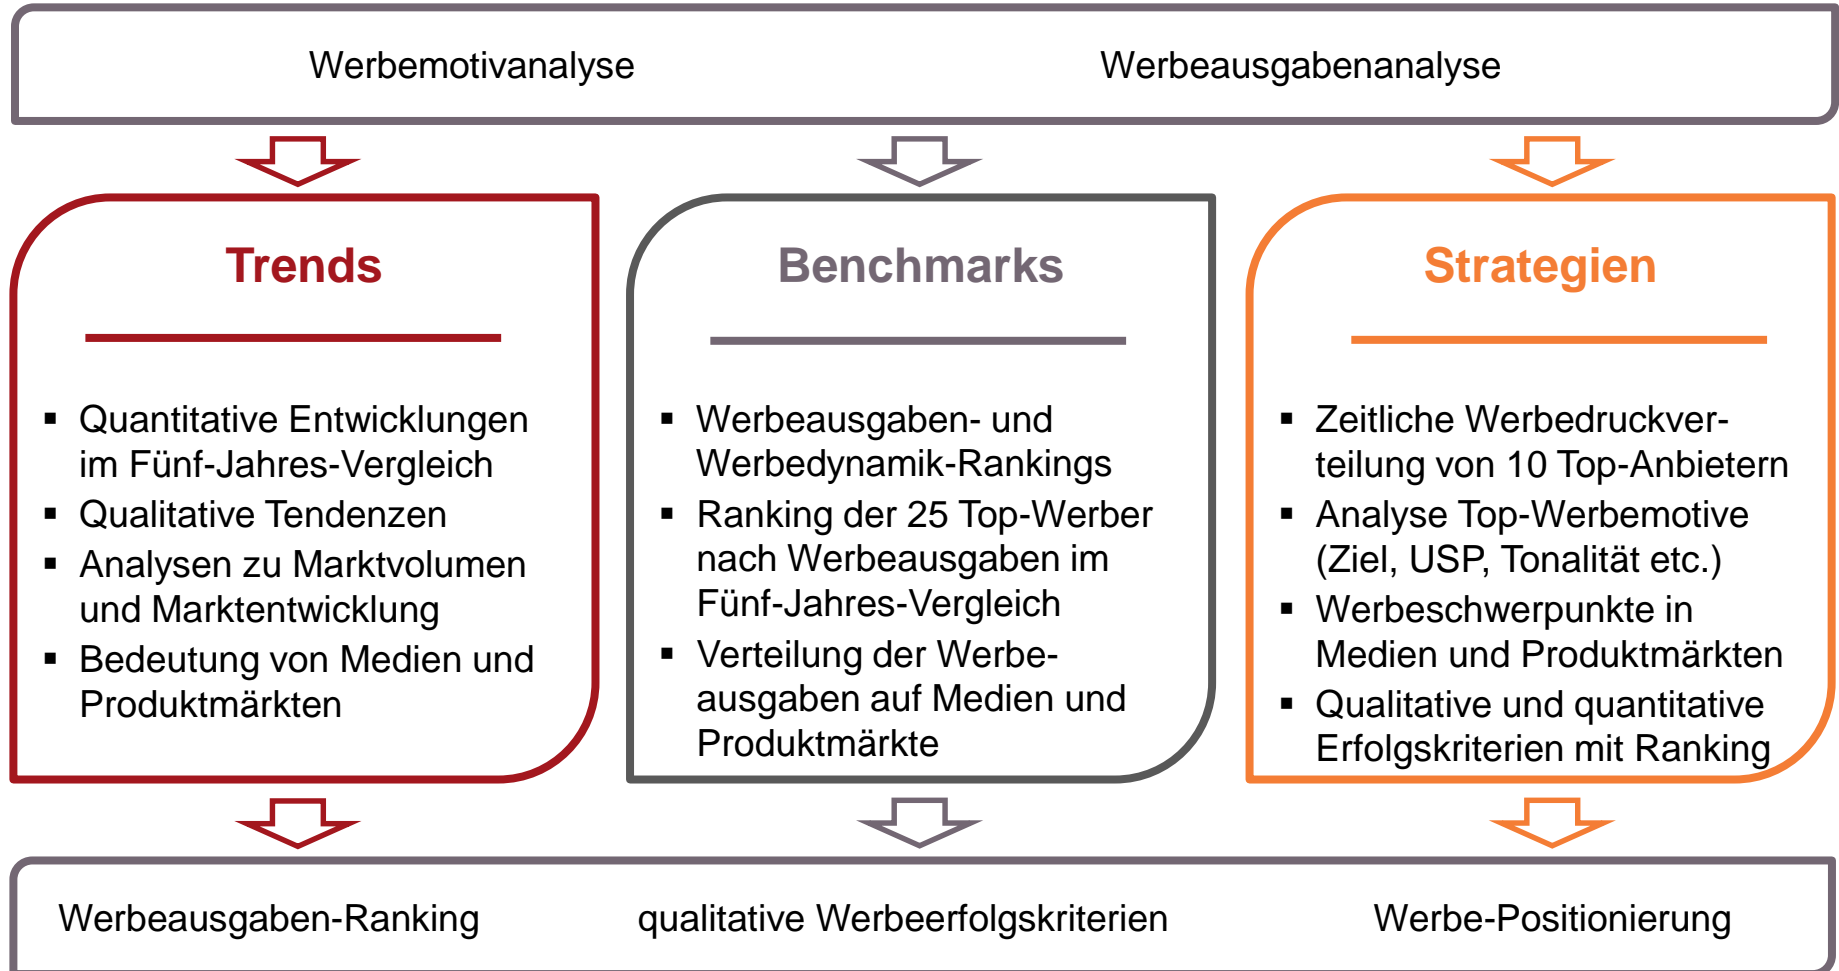 Werbemotivanalyse
Werbeausgabenanalyse
Trends
▪ Quantitative Entwicklungen
im Fünf-Jahres-Vergleich
▪ Qualitative Tendenzen
▪ Analysen zu Marktvolumen
und Marktentwicklung
▪ Bedeutung von Medien und
Produktmärkten
Benchmarks
▪ Werbeausgaben- und
Werbedynamik-Rankings
▪ Ranking der 25 Top-Werber
nach Werbeausgaben im
Fünf-Jahres-Vergleich
▪ Verteilung der Werbe-
ausgaben auf Medien und
Produktmärkte
Strategien
▪ Zeitliche Werbedruckver-
teilung von 10 Top-Anbietern
▪ Analyse Top-Werbemotive
(Ziel, USP, Tonalität etc.)
▪ Werbeschwerpunkte in
Medien und Produktmärkten
▪ Qualitative und quantitative
Erfolgskriterien mit Ranking
Werbeausgaben-Ranking
qualitative Werbeerfolgskriterien
Werbe-Positionierung